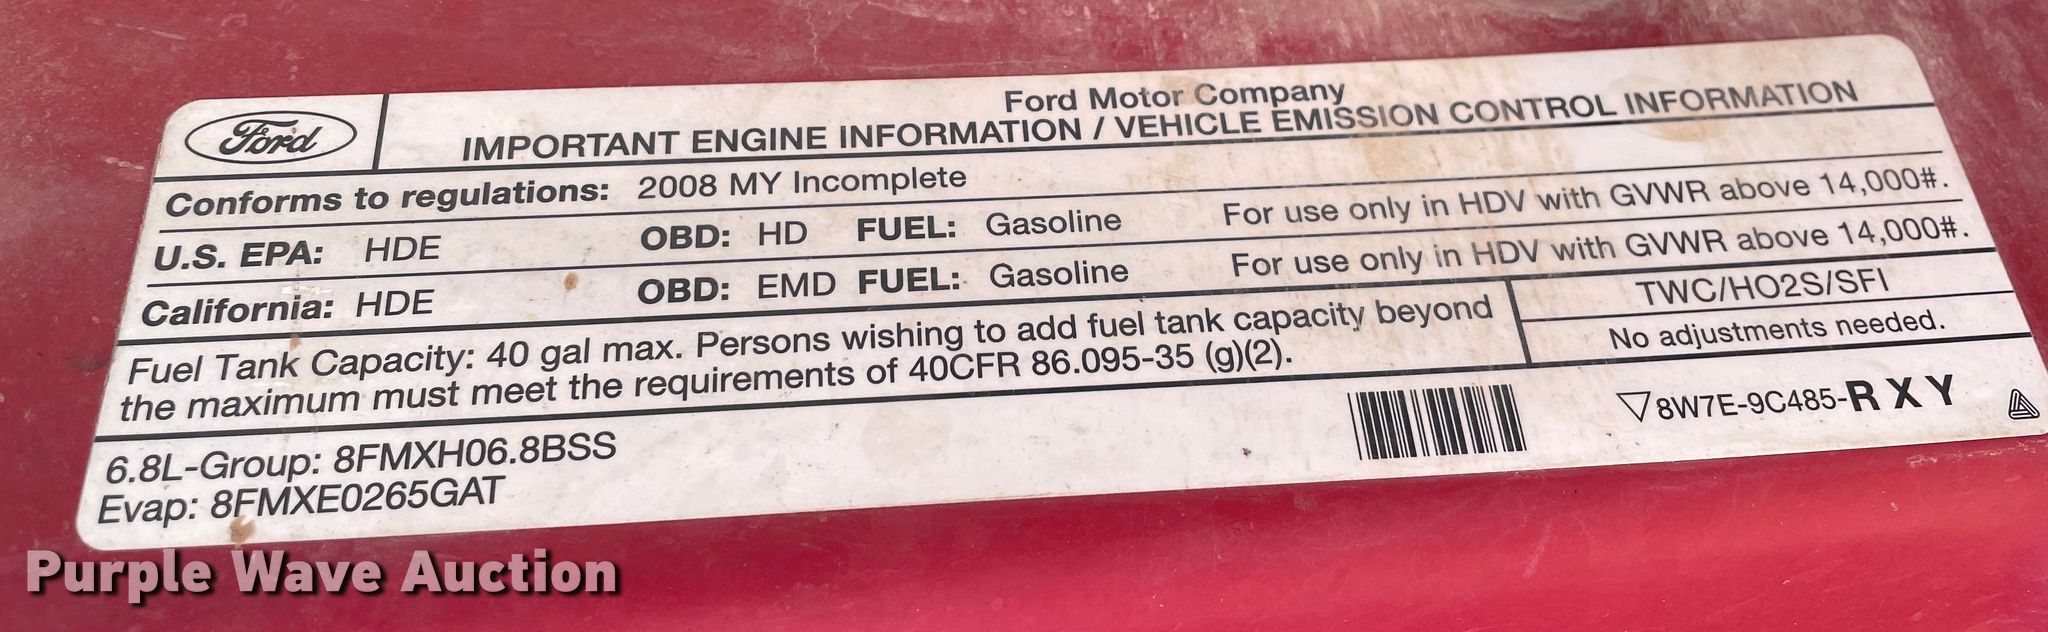 Ford
Ford Motor Company
IMPORTANT ENGINE INFORMATION / VEHICLE EMISSION CONTROL INFORMATION
Conforms to regulations: 2008 MY Incomplete
U.S. EPA: HDE OBD: HD FUEL: Gasoline For use only in HDV with GVWR above 14,000#.
California: HDE OBD: EMD FUEL: Gasoline For use only in HDV with GVWR above 14,000#.
Fuel Tank Capacity: 40 gal max. Persons wishing to add fuel tank capacity beyond
the maximum must meet the requirements of 40CFR 86.095-35 (g)(2).
TWC/HO2S/SFI
No adjustments needed.
6.8L-Group: 8FMXH06.8BSS
Evap: 8FMXE0265GAT
8W7E-9C485-R X Y
Purple Wave Auction